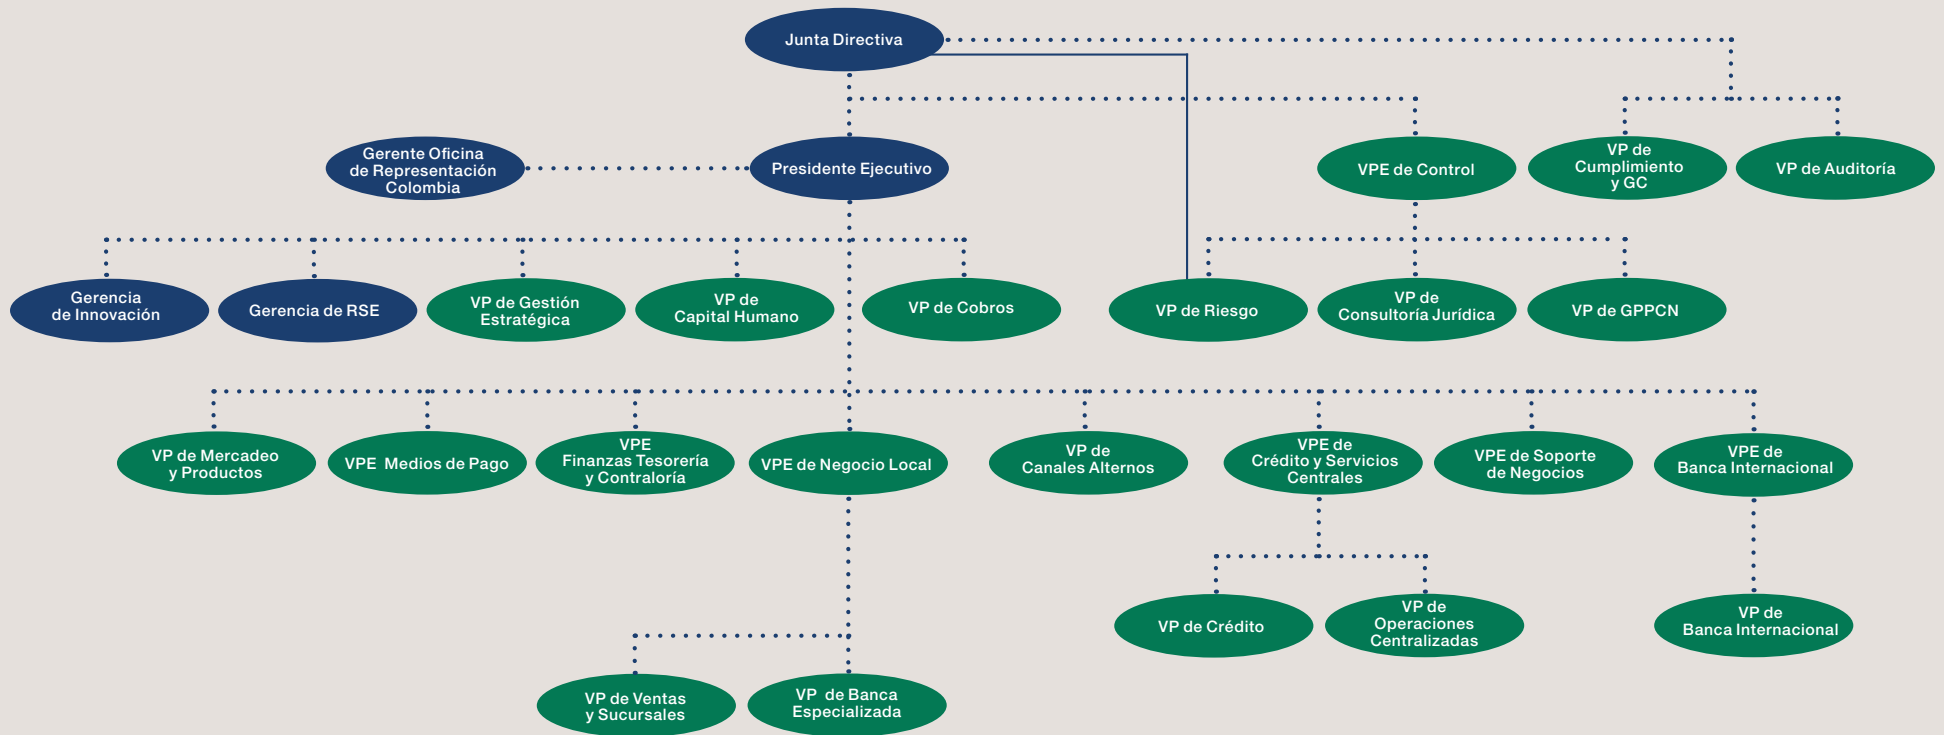 Junta Directiva
Gerente Oficina
de Representación
Colombia
Presidente Ejecutivo
VPE de Control
VP de
Cumplimiento
y GC
VP de Auditoría
Gerencia
de Innovación
Gerencia de RSE
VP de Gestión
Estratégica
VP de
Capital Humano
VP de Cobros
VP de Riesgo
VP de
Consultoría Jurídica
VP de GPPCN
VP de Mercadeo
y Productos
VPE Medios de Pago
VPE
Finanzas Tesorería
y Contraloría
VPE de Negocio Local
VP de
Canales Alternos
VPE de
Crédito y Servicios
Centrales
VPE de Soporte
de Negocios
VPE de
Banca Internacional
VP de Crédito
VP de
Operaciones
Centralizadas
VP de
Banca Internacional
VP de Ventas
y Sucursales
VP de Banca
Especializada